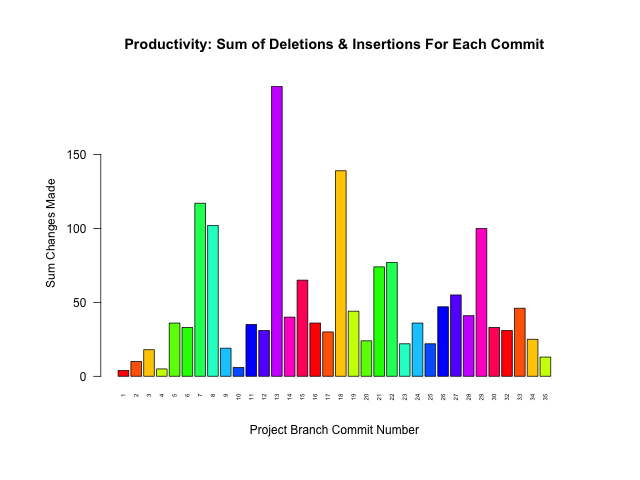 Productivity: Sum of Deletions & Insertions For Each Commit
Sum Changes Made
150
100
50
0
1 2 3 4 5 6 7 8 9 10 11 12 13 14 15 16 17 18 19 20 21 22 23 24 25 26 27 28 29 30 32 33 34 35
Project Branch Commit Number